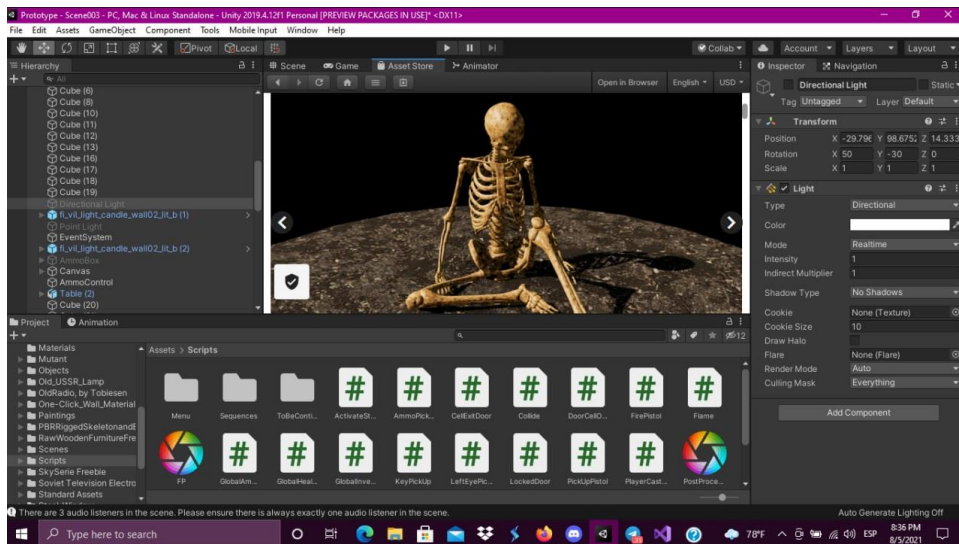 Prototype - Scene003 - PC, Mac & Linux Standalone - Unity 2019.4.12f1 Personal [PREVIEW PACKAGES IN USE]* <DX11>
File Edit Assets GameObject Component Tools Mobile Input Window Help
Pivot Local Collab Account Layers Layout
Hierarchy
All
Cube (6)
Cube (8)
Cube (10)
Cube (11)
Cube (12)
Cube (13)
Cube (16)
Cube (17)
Cube (18)
Cube (19)
Directional Light
fi_vil_light_candle_wall02_lit_b (1)
Point Light
EventSystem
fi_vil_light_candle_wall02_lit_b (2)
AmmoBox
Canvas
AmmoControl
Table (2)
Cube (20)
Scene Game Asset Store Animator
Open in Browser English USD
Inspector Navigation
Directional Light Static
Tag Untagged Layer Default
Transform
Position X -29.796 Y 98.6752 Z 14.333
Rotation X 50 Y -30 Z 0
Scale X 1 Y 1 Z 1
Light
Type Directional
Color
Mode Realtime
Intensity 1
Indirect Multiplier 1
Shadow Type No Shadows
Cookie None (Texture)
Cookie Size 10
Draw Halo
Flare None (Flare)
Render Mode Auto
Culling Mask Everything
Add Component
Project Animation
12
Materials
Mutant
Objects
Old_USSR_Lamp
OldRadio, by Tobiesen
One-Click_Wall_Material
Paintings
PBRRiggedSkeletonandE
RawWoodenFurnitureFre
Scenes
Scripts
SkySerie Freebie
Soviet Television Electro
Standard Assets
Assets > Scripts
Menu Sequences ToBeConti... ActivateSt... AmmoPick... CellExitDoor Collide DoorCellO... FirePistol Flame
FP GlobalAm... GlobalHeal... GlobalInve... KeyPickUp LeftEyePic... LockedDoor PickUpPistol PlayerCast... PostProce...
There are 3 audio listeners in the scene. Please ensure there is always exactly one audio listener in the scene.
Auto Generate Lighting Off
Type here to search
78°F ESP
8:36 PM
8/5/2021